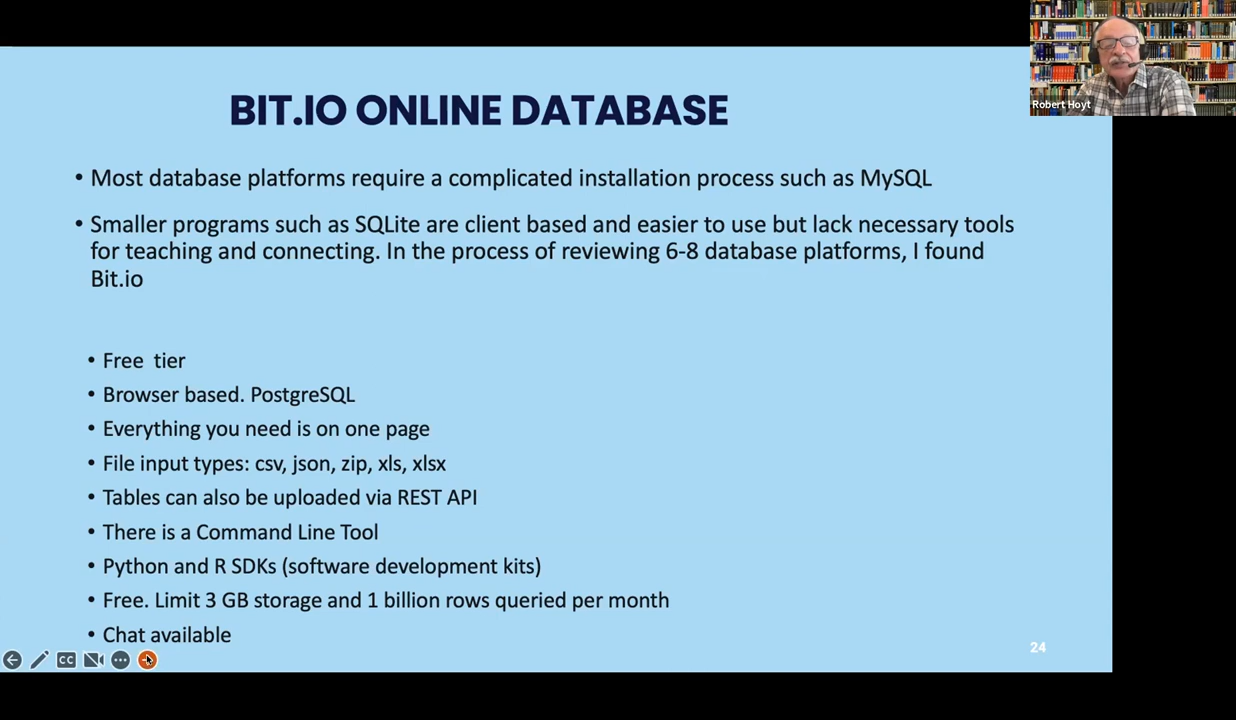 Robert Hoyt
BIT.IO ONLINE DATABASE
• Most database platforms require a complicated installation process such as MySQL
• Smaller programs such as SQLite are client based and easier to use but lack necessary tools
for teaching and connecting. In the process of reviewing 6-8 database platforms, I found
Bit.io
• Free  tier
• Browser based. PostgreSQL
• Everything you need is on one page
• File input types: csv, json, zip, xls, xlsx
• Tables can also be uploaded via REST API
• There is a Command Line Tool
• Python and R SDKs (software development kits)
• Free. Limit 3 GB storage and 1 billion rows queried per month
• Chat available
24
CC